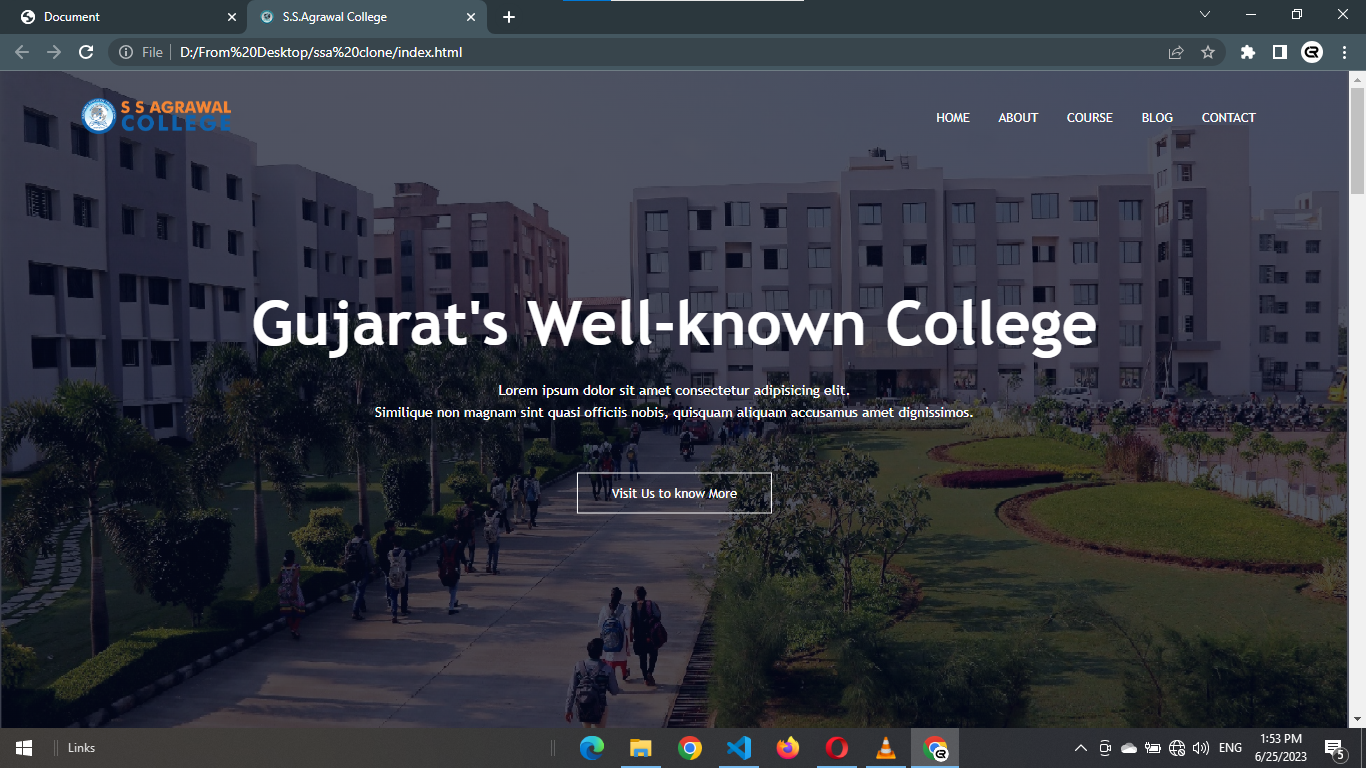 Document
S.S.Agrawal College
File
D:/From%20Desktop/ssa%20clone/index.html
S S AGRAWAL
COLLEGE
HOME ABOUT COURSE BLOG CONTACT
Gujarat's Well-known College
Lorem ipsum dolor sit amet consectetur adipisicing elit.
Similique non magnam sint quasi officiis nobis, quisquam aliquam accusamus amet dignissimos.
Visit Us to know More
Links
ENG
1:53 PM
6/25/2023
5